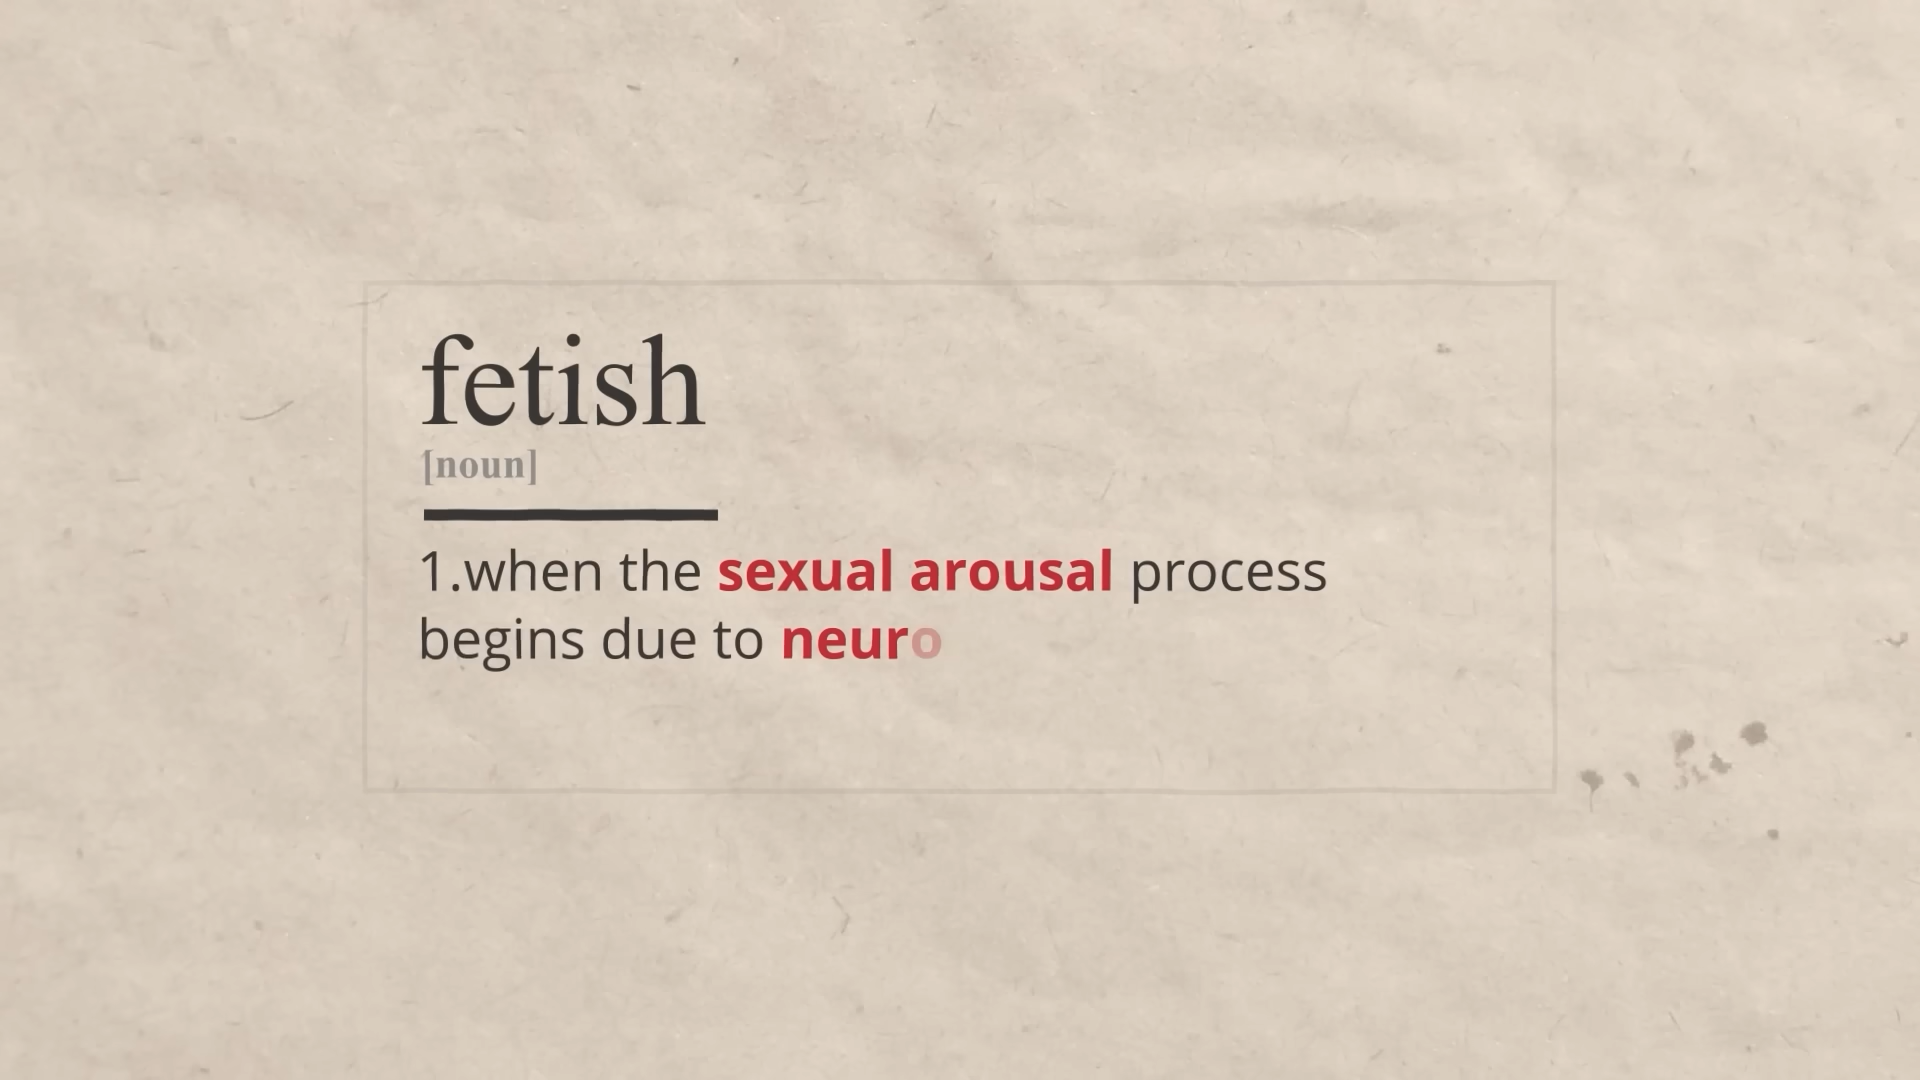 fetish
[noun]
1.when the sexual arousal process
begins due to neuro